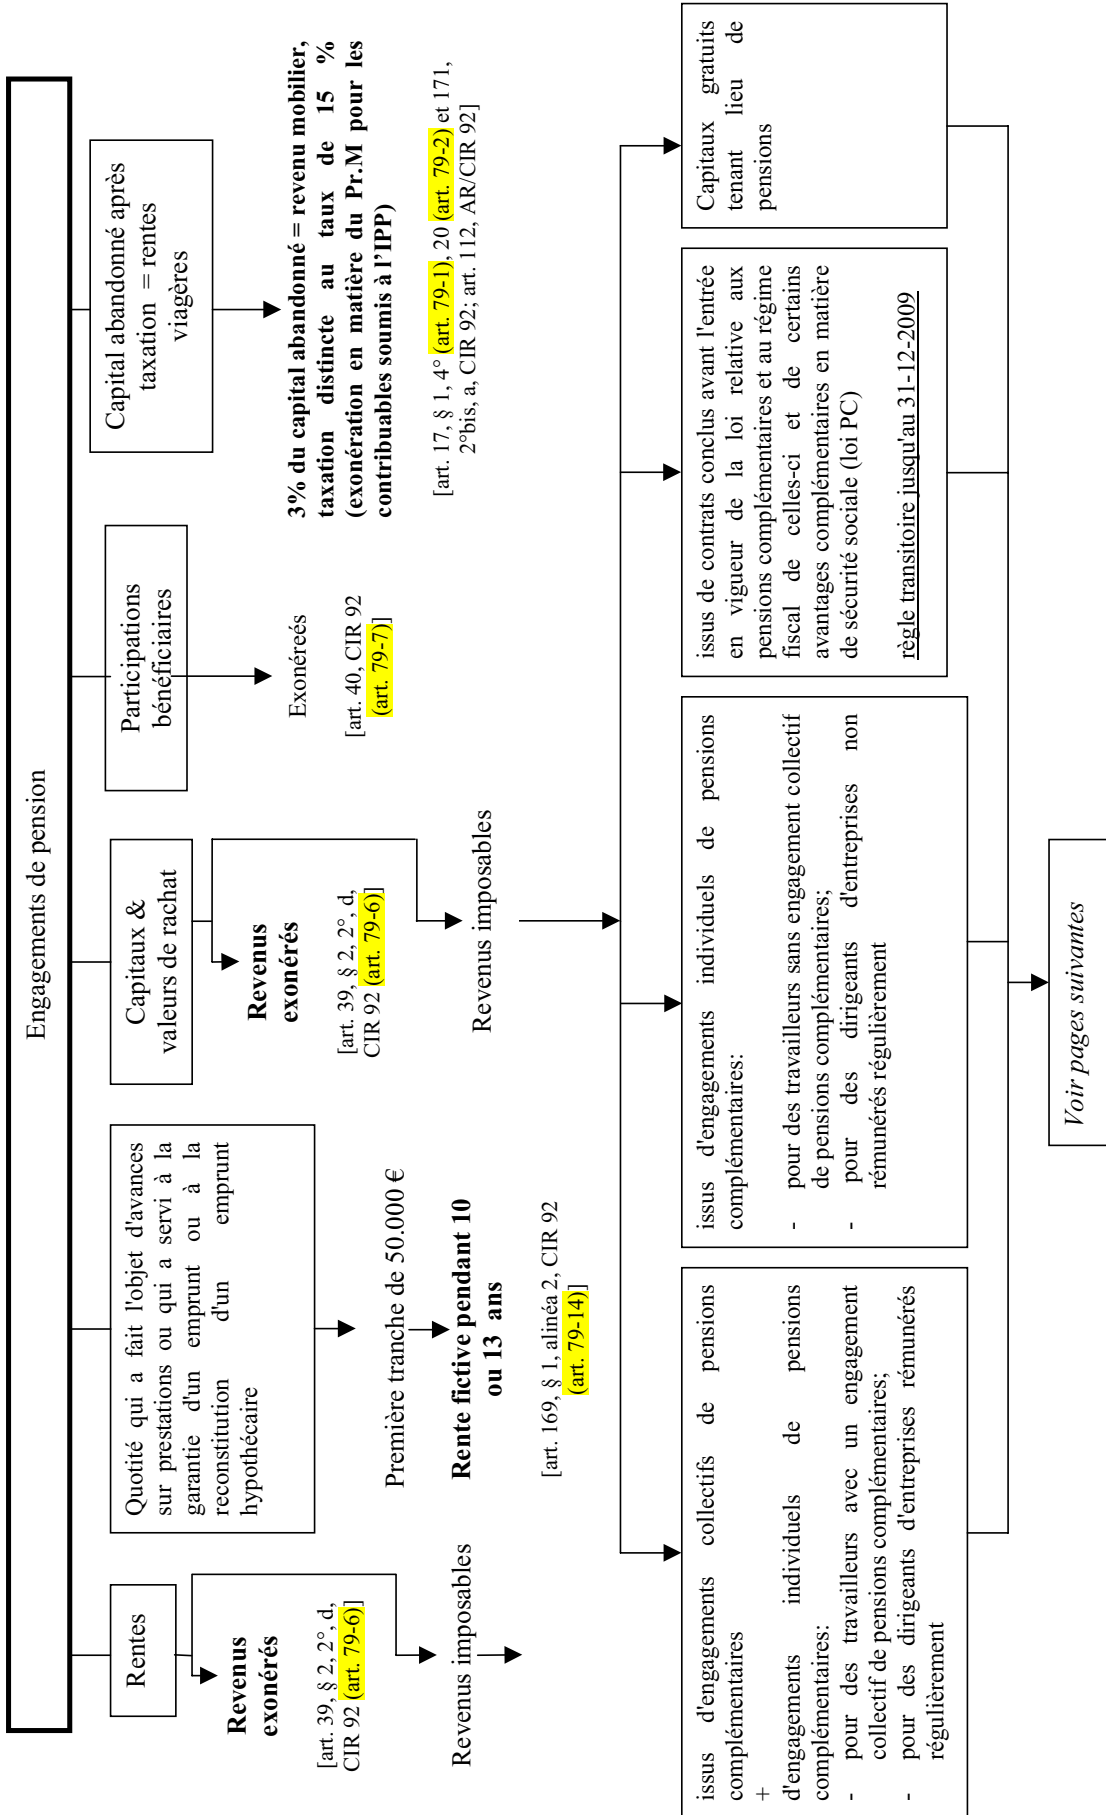 Engagements de pension
Rentes
Revenus
exonérés
[art. 39, § 2, 2°, d,
CIR 92 (art. 79-6)]
Revenus imposables
Quotité qui a fait l'objet d'avances
sur prestations ou qui a servi à la
garantie d'un emprunt ou à la
reconstitution d'un emprunt
hypothécaire
Première tranche de 50.000 €
Rente fictive pendant 10
ou 13 ans
[art. 169, § 1, alinéa 2, CIR 92
(art. 79-14)]
Capitaux &
valeurs de rachat
Revenus
exonérés
[art. 39, § 2, 2°, d,
CIR 92 (art. 79-6)]
Revenus imposables
Participations
bénéficiaires
Exonéreés
[art. 40, CIR 92
(art. 79-7)]
Capital abandonné après
taxation = rentes
viagères
3% du capital abandonné = revenu mobilier,
taxation distincte au taux de 15 %
(exonération en matière du Pr.M pour les
contribuables soumis à l'IPP)
[art. 17, § 1, 4° (art. 79-1), 20 (art. 79-2) et 171,
2°bis, a, CIR 92; art. 112, AR/CIR 92]
issus d'engagements collectifs de pensions
complémentaires
+
d'engagements individuels de pensions
complémentaires:
- pour des travailleurs avec un engagement
collectif de pensions complémentaires;
- pour des dirigeants d'entreprises rémunérés
régulièrement
issus d'engagements individuels de pensions
complémentaires:
- pour des travailleurs sans engagement collectif
de pensions complémentaires;
- pour des dirigeants d'entreprises non
rémunérés régulièrement
issus de contrats conclus avant l'entrée
en vigueur de la loi relative aux
pensions complémentaires et au régime
fiscal de celles-ci et de certains
avantages complémentaires en matière
de sécurité sociale (loi PC)
règle transitoire jusqu'au 31-12-2009
Capitaux gratuits
tenant lieu de
pensions
Voir pages suivantes